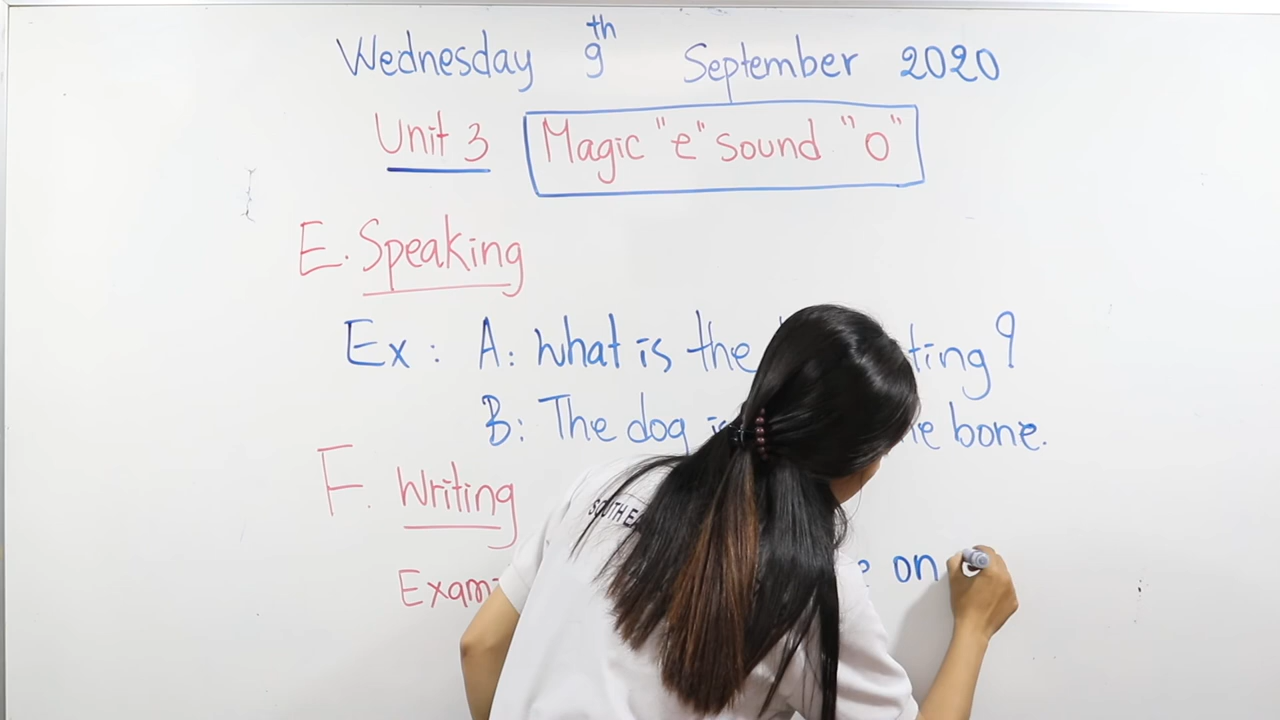 Wednesday 9th September 2020
Unit 3 Magic "e" sound "o"
E. Speaking
Ex : A: What is the ting?
B: The dog is bone.
F. Writing
on
SOUTH